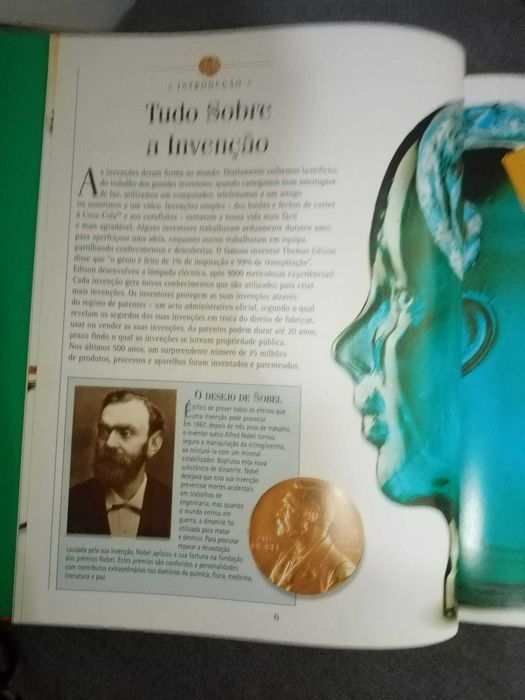 INTRODUÇÃO
Tudo Sobre
a Invenção
As invenções deram forma ao mundo. Diariamente colhemos benefícios
do trabalho dos grandes inventores: quando carregamos num interruptor
de luz, utilizamos um computador, telefonamos a um amigo
ou assistimos a um vídeo. Invenções simples – dos botões e fechos de correr
à Coca-Cola e aos cornflakes – tornaram a nossa vida mais fácil
e mais agradável. Alguns inventores trabalharam arduamente durante anos
para aperfeiçoar uma ideia, enquanto outros trabalharam em equipa,
partilhando conhecimentos e descobertas. O famoso inventor Thomas Edison
disse que "o génio é feito de 1% de inspiração e 99% de transpiração".
Edison desenvolveu a lâmpada eléctrica, após 9000 meticulosas experiências!
Cada invenção gera novos conhecimentos que são utilizados para criar
mais invenções. Os inventores protegem as suas invenções através
do registo de patentes – um acto administrativo oficial, segundo o qual
revelam os segredos das suas invenções em troca do direito de fabricar,
usar ou vender as suas invenções. As patentes podem durar até 20 anos,
prazo findo o qual as invenções se tornam propriedade pública.
Nos últimos 500 anos, um surpreendente número de 25 milhões
de produtos, processos e aparelhos foram inventados e patenteados.
O DESEJO DE NOBEL
É difícil de prever todos os efeitos que
uma invenção pode provocar.
Em 1867, depois de três anos de trabalho,
o inventor sueco Alfred Nobel tornou
segura a manipulação da nitroglicerina,
ao misturá-la com um mineral
estabilizador. Baptizou esta nova
substância de dinamite. Nobel
desejava que esta sua invenção
prevenisse mortes acidentais
em trabalhos de
engenharia, mas quando
o mundo entrou em
guerra, a dinamite foi
utilizada para matar
e destruir. Para procurar
reparar a devastação
causada pela sua invenção, Nobel aplicou a sua fortuna na fundação
dos prémios Nobel. Estes prémios são conferidos a personalidades
com contributos extraordinários nos domínios da química, física, medicina,
literatura e paz.
6